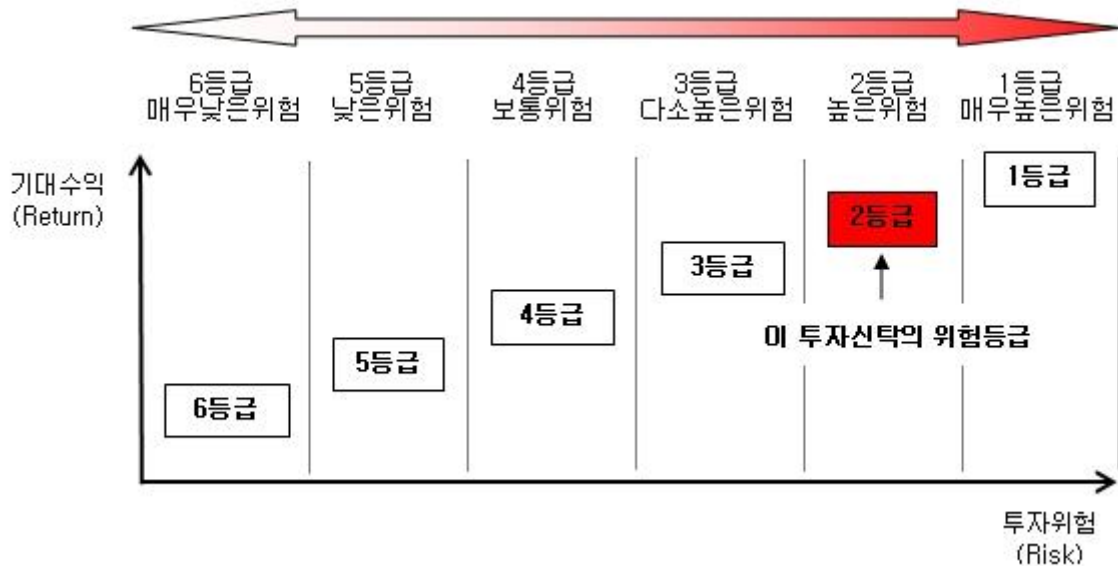 6등급
매우낮은위험
5등급
낮은위험
4등급
보통위험
3등급
다소높은위험
2등급
높은위험
1등급
매우높은위험
기대수익
(Return)
1등급
2등급
3등급
4등급
이 투자신탁의 위험등급
5등급
6등급
투자위험
(Risk)